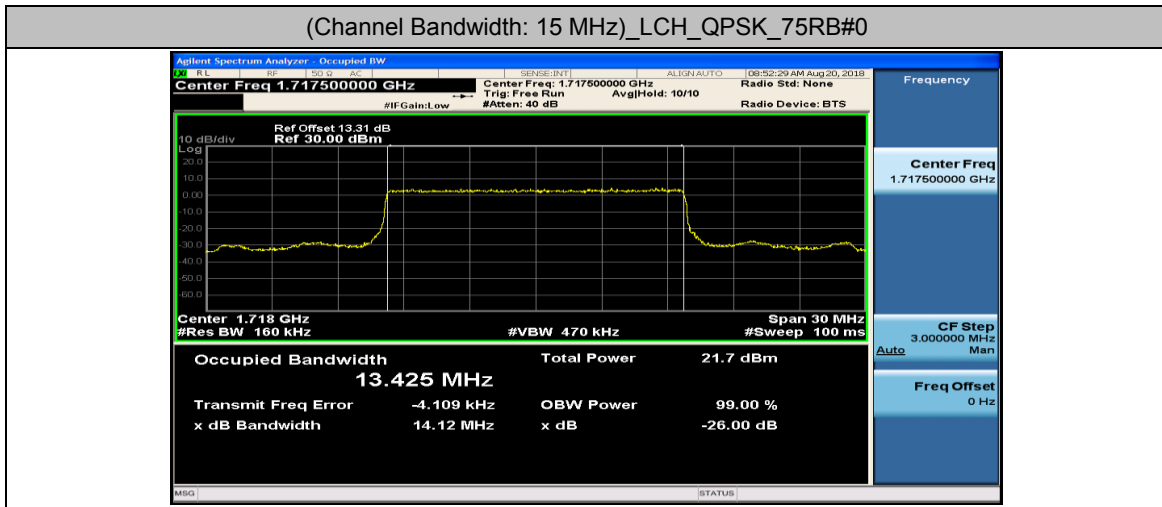 (Channel Bandwidth: 15 MHz)_LCH_QPSK_75RB#0
Agilent Spectrum Analyzer - Occupied BW
LXI RL RF 50 Ω AC SENSE:INT ALIGN AUTO 08:52:29 AM Aug 20, 2018
Center Freq 1.717500000 GHz
Center Freq: 1.717500000 GHz
Radio Std: None
Trig: Free Run Avg|Hold: 10/10
#IFGain:Low #Atten: 40 dB
Radio Device: BTS
Ref Offset 13.31 dB
10 dB/div Ref 30.00 dBm
Log
20.0
10.0
0.00
-10.0
-20.0
-30.0
-40.0
-50.0
-60.0
Center 1.718 GHz Span 30 MHz
#Res BW 160 kHz #VBW 470 kHz #Sweep 100 ms
Occupied Bandwidth Total Power 21.7 dBm
13.425 MHz
Transmit Freq Error -4.109 kHz OBW Power 99.00 %
x dB Bandwidth 14.12 MHz x dB -26.00 dB
Frequency
Center Freq
1.717500000 GHz
CF Step
3.000000 MHz
Auto Man
Freq Offset
0 Hz
MSG STATUS